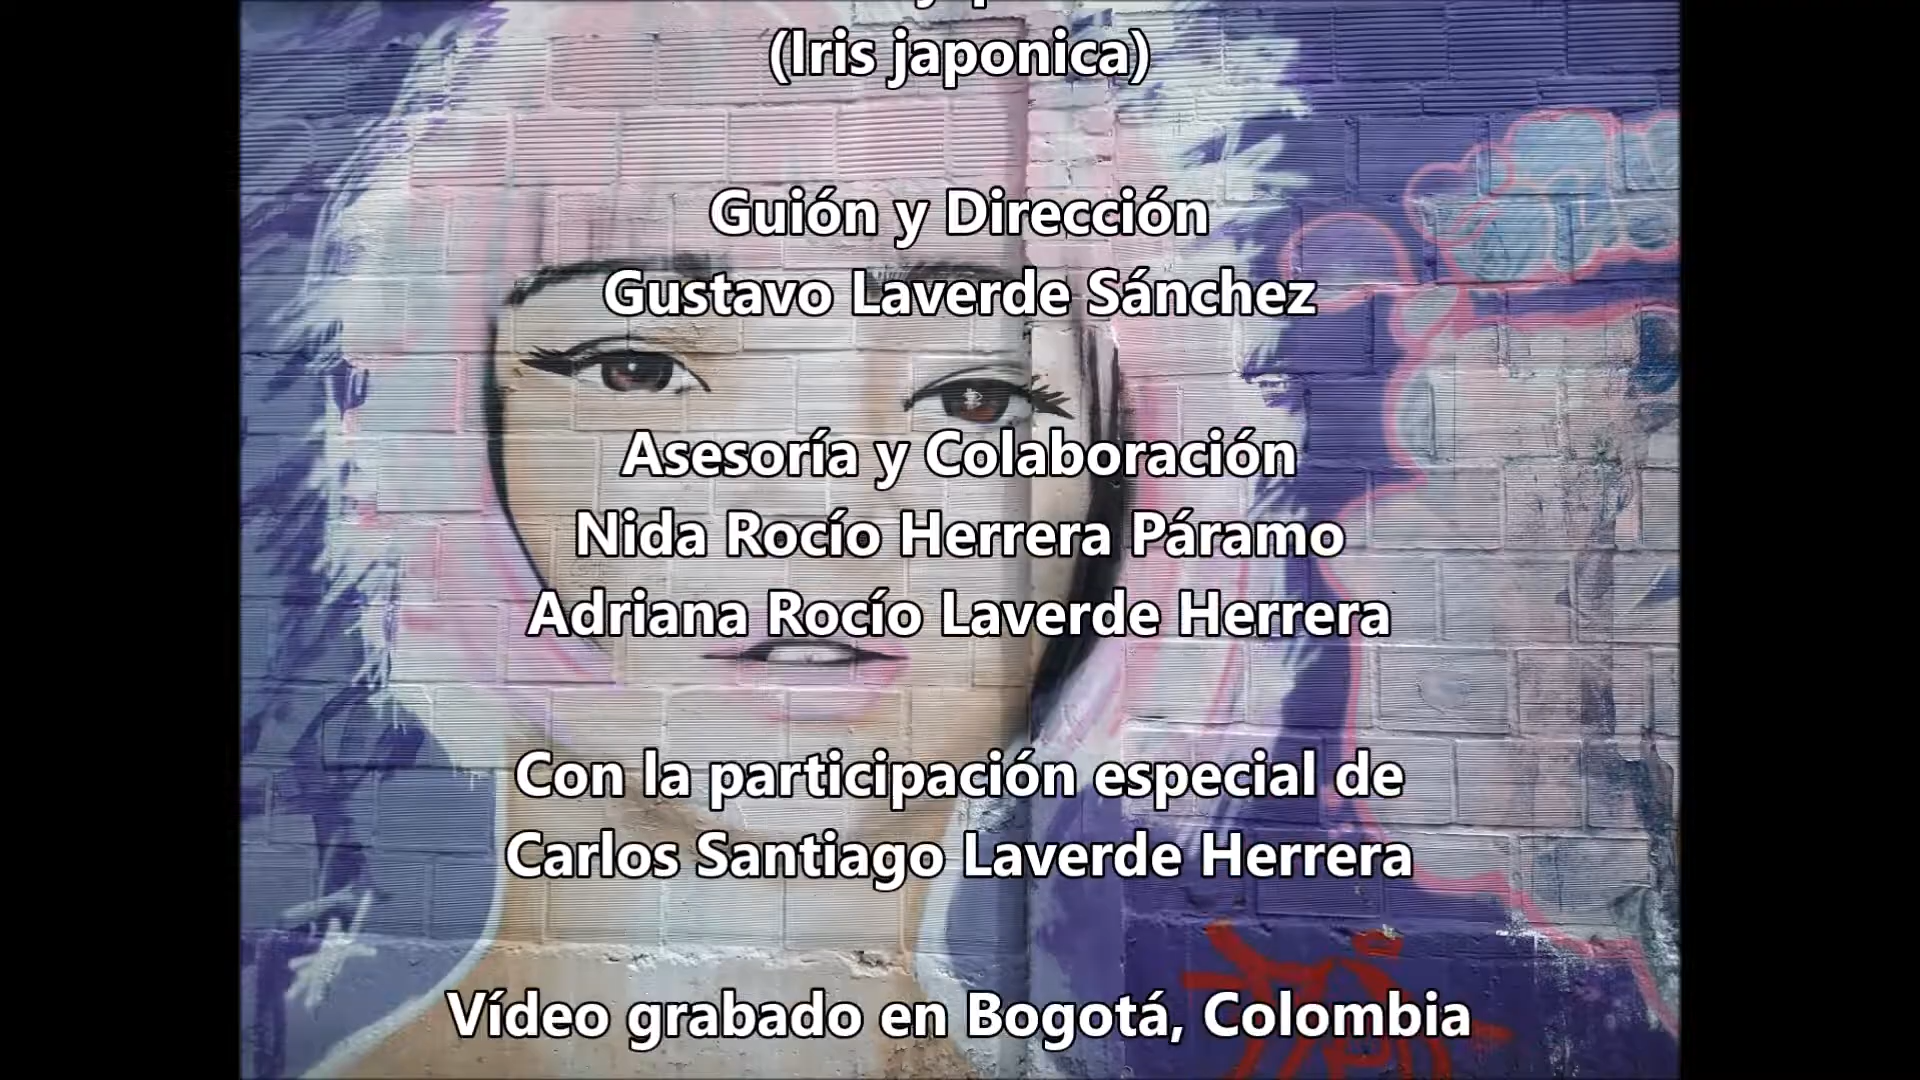 (Iris japonica)
Guión y Dirección
Gustavo Laverde Sánchez
Asesoría y Colaboración
Nida Rocío Herrera Páramo
Adriana Rocío Laverde Herrera
Con la participación especial de
Carlos Santiago Laverde Herrera
Vídeo grabado en Bogotá, Colombia